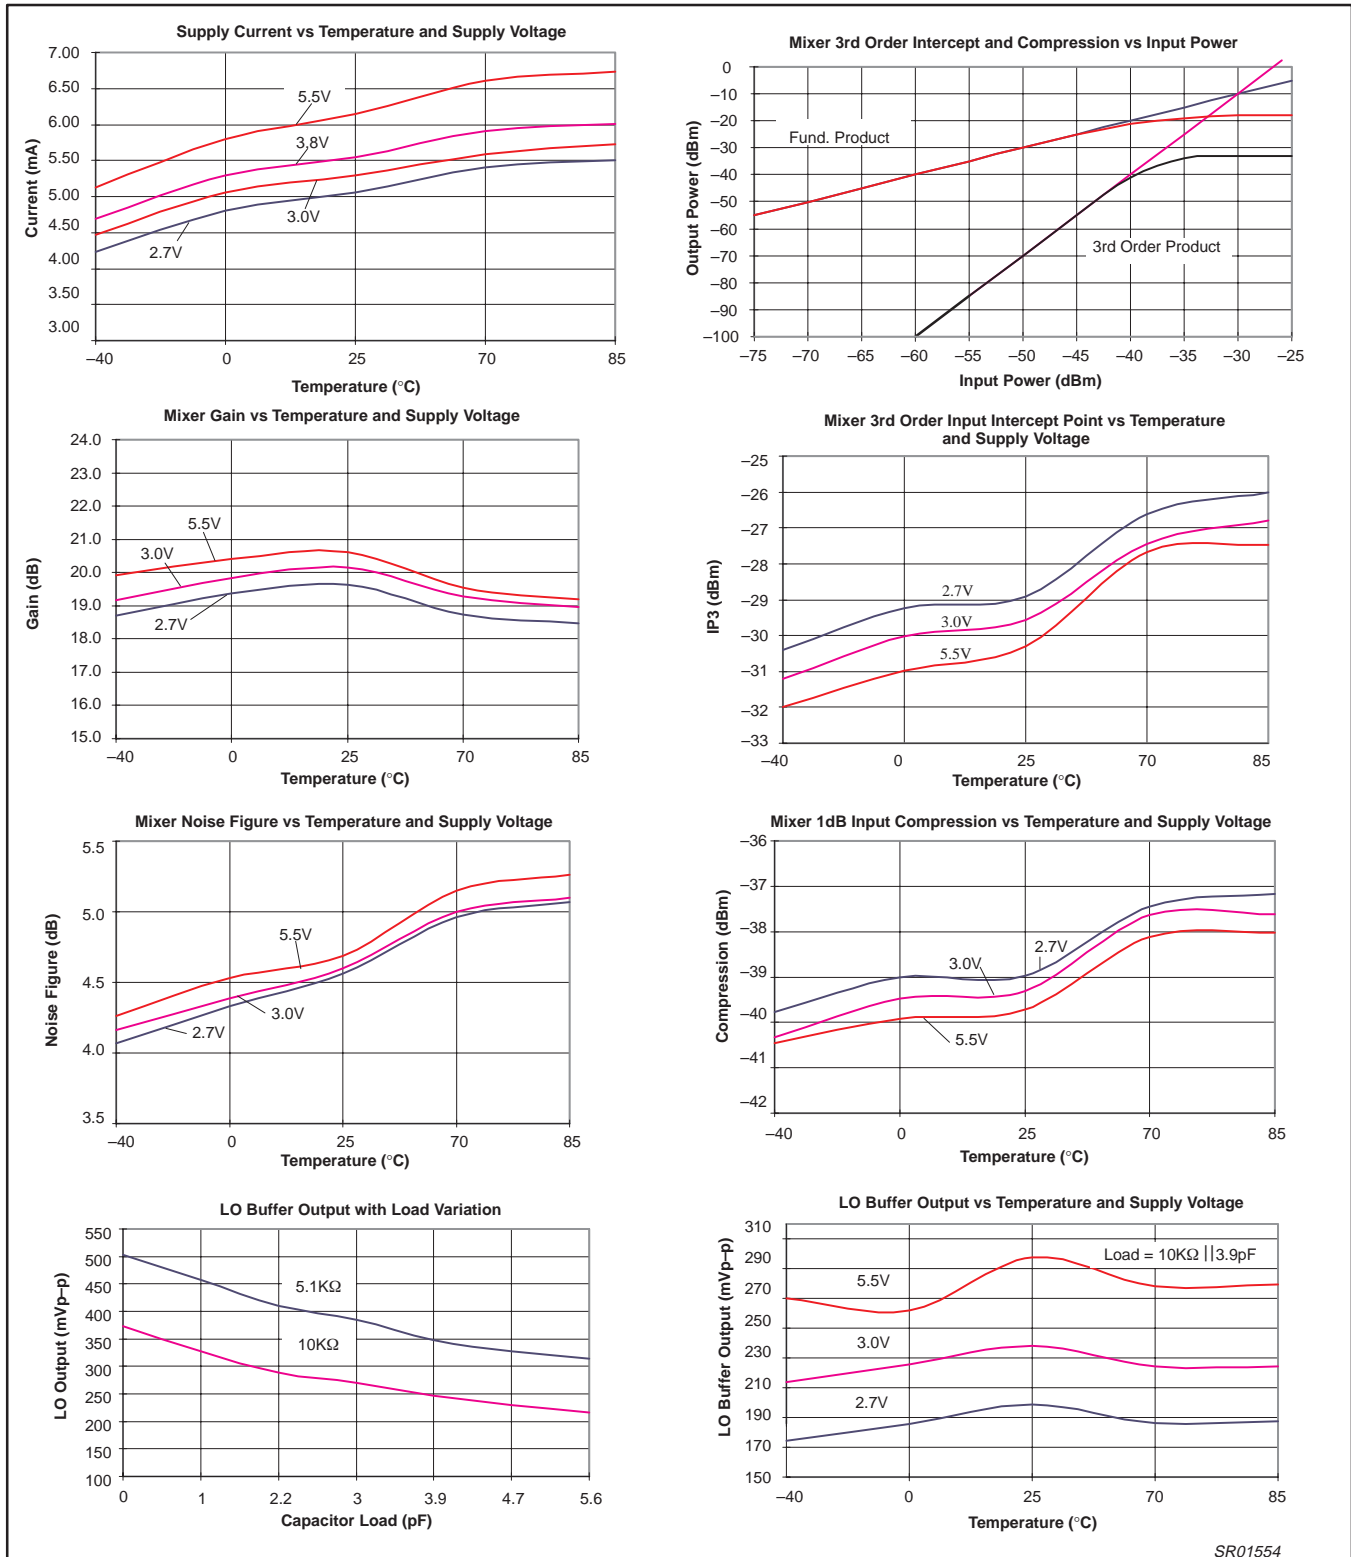 Supply Current vs Temperature and Supply Voltage
7.00
6.50
6.00
5.50
5.00
4.50
4.00
3.50
3.00
Current (mA)
5.5V
3.8V
3.0V
2.7V
–40 0 25 70 85
Temperature (°C)
Mixer 3rd Order Intercept and Compression vs Input Power
0
–10
–20
–30
–40
–50
–60
–70
–80
–90
–100
Output Power (dBm)
Fund. Product
3rd Order Product
–75 –70 –65 –60 –55 –50 –45 –40 –35 –30 –25
Input Power (dBm)
Mixer Gain vs Temperature and Supply Voltage
24.0
23.0
22.0
21.0
20.0
19.0
18.0
17.0
16.0
15.0
Gain (dB)
5.5V
3.0V
2.7V
–40 0 25 70 85
Temperature (°C)
Mixer 3rd Order Input Intercept Point vs Temperature
and Supply Voltage
–25
–26
–27
–28
–29
–30
–31
–32
–33
IP3 (dBm)
2.7V
3.0V
5.5V
–40 0 25 70 85
Temperature (°C)
Mixer Noise Figure vs Temperature and Supply Voltage
5.5
5.0
4.5
4.0
3.5
Noise Figure (dB)
5.5V
3.0V
2.7V
–40 0 25 70 85
Temperature (°C)
Mixer 1dB Input Compression vs Temperature and Supply Voltage
–36
–37
–38
–39
–40
–41
–42
Compression (dBm)
2.7V
3.0V
5.5V
–40 0 25 70 85
Temperature (°C)
LO Buffer Output with Load Variation
550
500
450
400
350
300
250
200
150
100
LO Output (mVp–p)
5.1KΩ
10KΩ
0 1 2.2 3 3.9 4.7 5.6
Capacitor Load (pF)
LO Buffer Output vs Temperature and Supply Voltage
310
290
270
250
230
210
190
170
150
LO Buffer Output (mVp–p)
Load = 10KΩ ||3.9pF
5.5V
3.0V
2.7V
–40 0 25 70 85
Temperature (°C)
SR01554